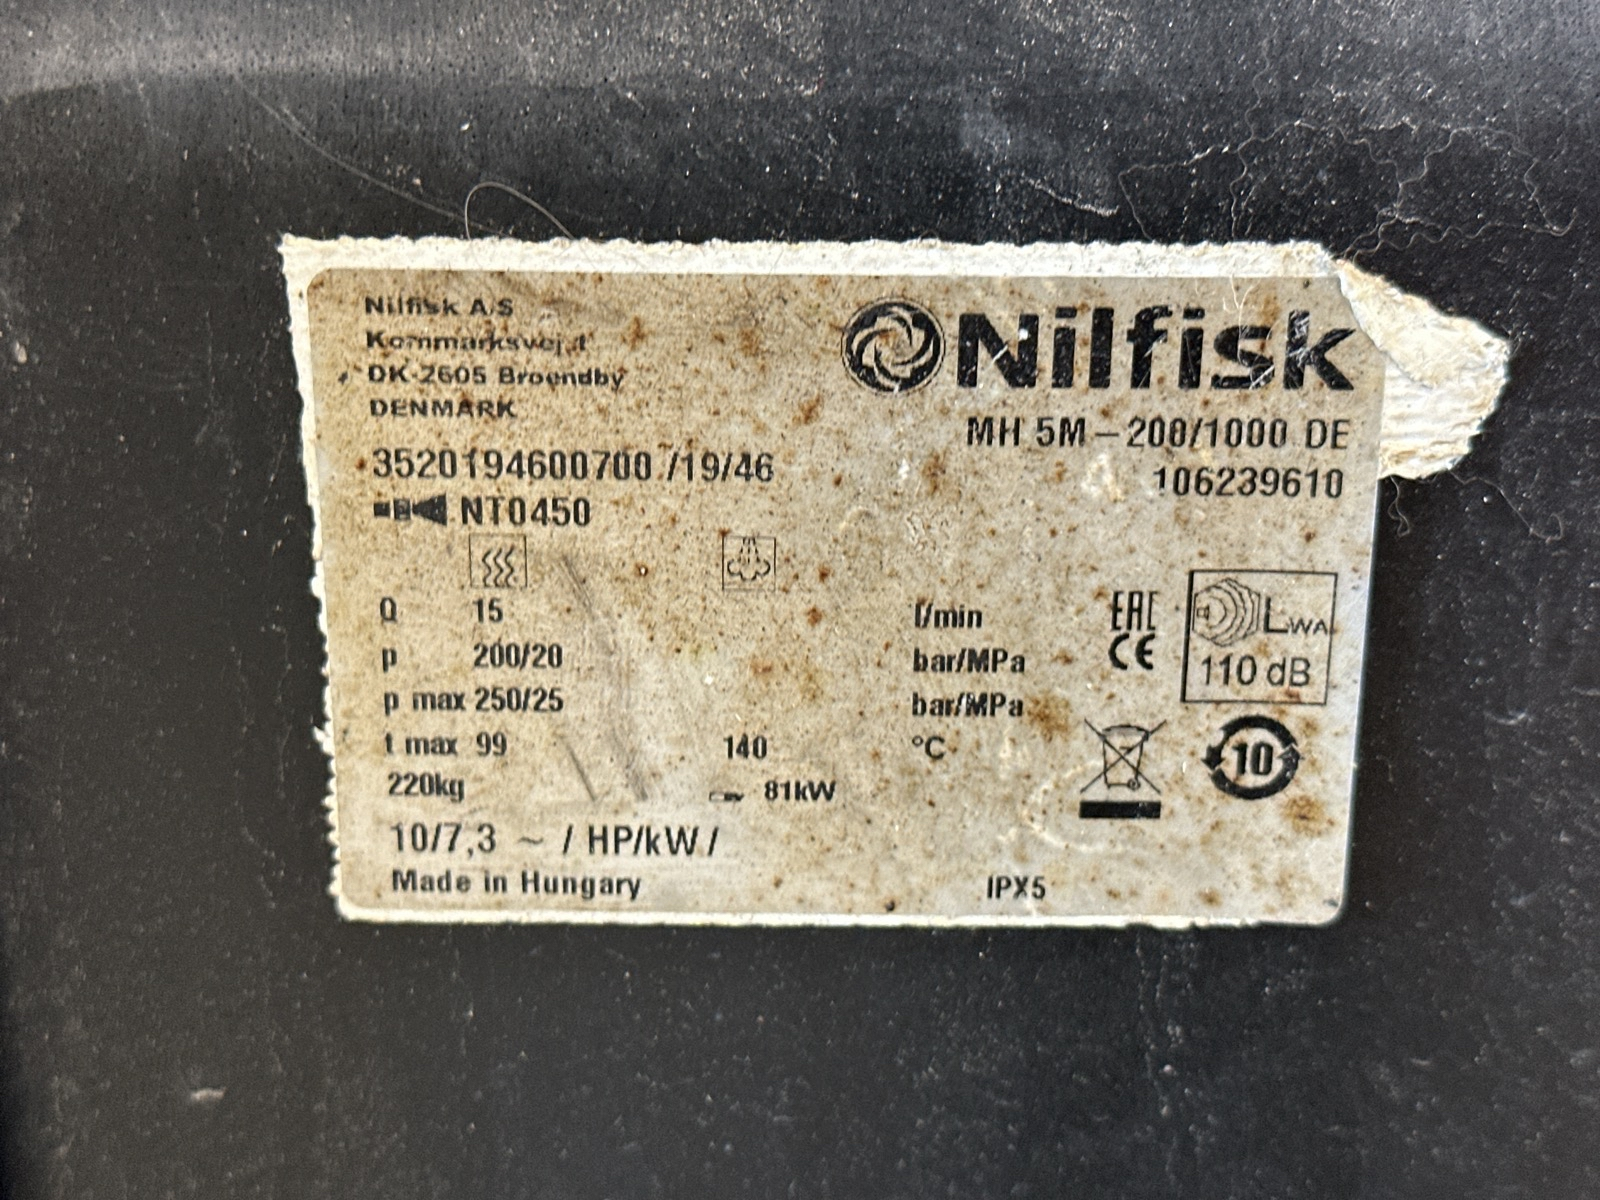 Nilfisk A/S
Kornmarksvej 1
DK-2605 Broendby
DENMARK
Nilfisk
MH 5M – 200/1000 DE
106239610
3520194600700 /19/46
NT0450
Q 15 l/min
p 200/20 bar/MPa
p max 250/25 bar/MPa
t max 99 140 °C
220kg 81kW
10/7,3 ~ / HP/kW /
Made in Hungary
IPX5
EAC
CE
LWA
110 dB
10